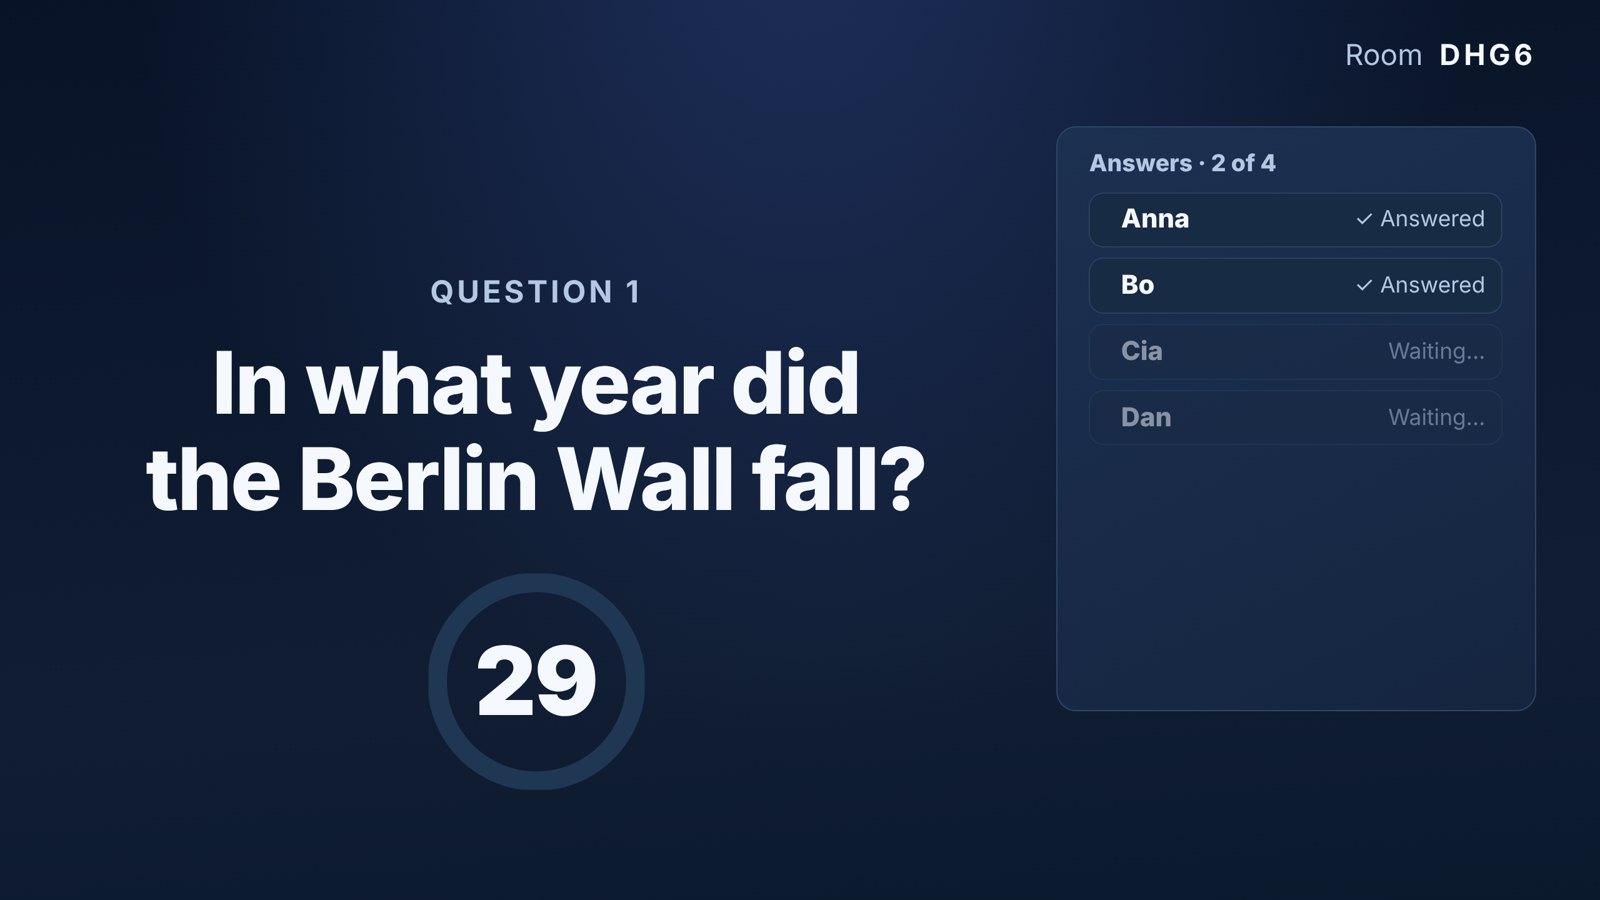 Room DHG6
QUESTION 1
In what year did
the Berlin Wall fall?
29
Answers · 2 of 4
Anna ✓ Answered
Bo ✓ Answered
Cia Waiting...
Dan Waiting...